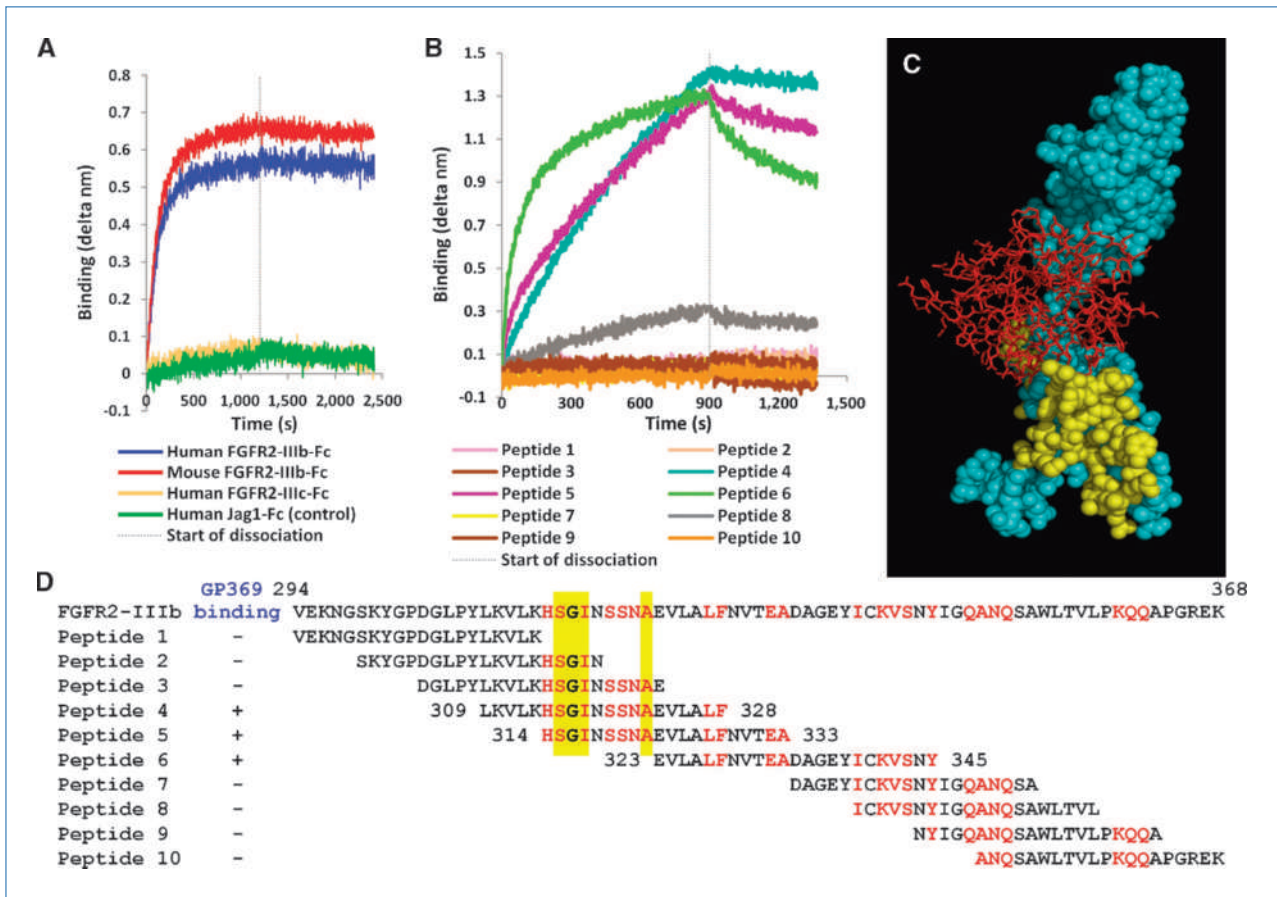 A
Binding (delta nm)
0.8
0.7
0.6
0.5
0.4
0.3
0.2
0.1
0
-0.1
0 500 1,000 1,500 2,000 2,500
Time (s)
Human FGFR2-IIIb-Fc
Mouse FGFR2-IIIb-Fc
Human FGFR2-IIIc-Fc
Human Jag1-Fc (control)
Start of dissociation
B
Binding (delta nm)
1.5
1.3
1.1
0.9
0.7
0.5
0.3
0.1
-0.1
0 300 600 900 1,200 1,500
Time (s)
Peptide 1 Peptide 2
Peptide 3 Peptide 4
Peptide 5 Peptide 6
Peptide 7 Peptide 8
Peptide 9 Peptide 10
Start of dissociation
C
D GP369 294 368
FGFR2-IIIb binding VEKNGSKYGPDGLPYLKVLKHSGINSSNAEVLALFNVTEADAGEYICKVSNYIGQANQSAWLTVLPKQQAPGREK
Peptide 1 - VEKNGSKYGPDGLPYLKVLK
Peptide 2 - SKYGPDGLPYLKVLKHSGIN
Peptide 3 - DGLPYLKVLKHSGINSSNAE
Peptide 4 + 309 LKVLKHSGINSSNAEVLALF 328
Peptide 5 + 314 HSGINSSNAEVLALFNVTEA 333
Peptide 6 + 323 EVLALFNVTEADAGEYICKVSNY 345
Peptide 7 - DAGEYICKVSNYIGQANQSA
Peptide 8 - ICKVSNYIGQANQSAWLTVL
Peptide 9 - NYIGQANQSAWLTVLPKQQA
Peptide 10 - ANQSAWLTVLPKQQAPGREK